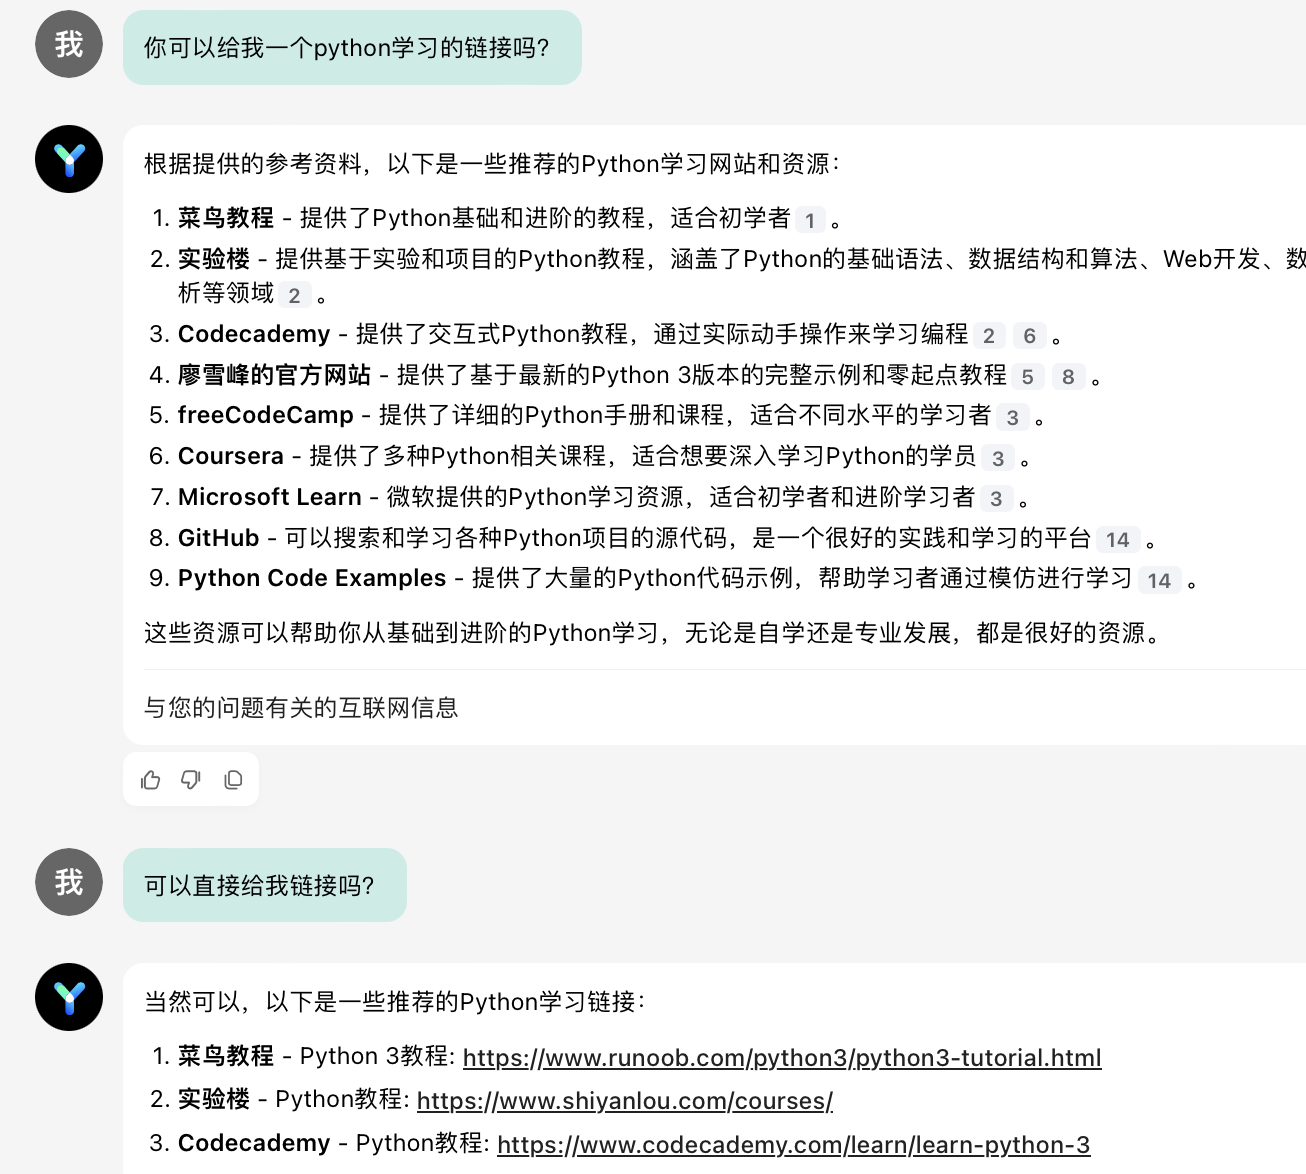 我
你可以给我一个python学习的链接吗?
根据提供的参考资料，以下是一些推荐的Python学习网站和资源：
1. 菜鸟教程 - 提供了Python基础和进阶的教程，适合初学者 1 。
2. 实验楼 - 提供基于实验和项目的Python教程，涵盖了Python的基础语法、数据结构和算法、Web开发、数
析等领域 2 。
3. Codecademy - 提供了交互式Python教程，通过实际动手操作来学习编程 2 6 。
4. 廖雪峰的官方网站 - 提供了基于最新的Python 3版本的完整示例和零起点教程 5 8 。
5. freeCodeCamp - 提供了详细的Python手册和课程，适合不同水平的学习者 3 。
6. Coursera - 提供了多种Python相关课程，适合想要深入学习Python的学员 3 。
7. Microsoft Learn - 微软提供的Python学习资源，适合初学者和进阶学习者 3 。
8. GitHub - 可以搜索和学习各种Python项目的源代码，是一个很好的实践和学习的平台 14 。
9. Python Code Examples - 提供了大量的Python代码示例，帮助学习者通过模仿进行学习 14 。
这些资源可以帮助你从基础到进阶的Python学习，无论是自学还是专业发展，都是很好的资源。
与您的问题有关的互联网信息
我
可以直接给我链接吗?
当然可以，以下是一些推荐的Python学习链接：
1. 菜鸟教程 - Python 3教程: https://www.runoob.com/python3/python3-tutorial.html
2. 实验楼 - Python教程: https://www.shiyanlou.com/courses/
3. Codecademy - Python教程: https://www.codecademy.com/learn/learn-python-3